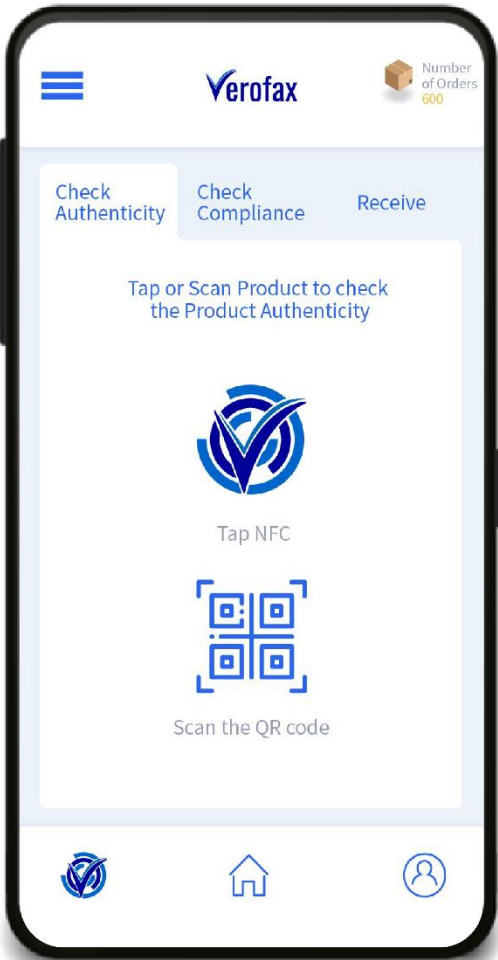 Verofax
Number
of Orders
600
Check
Authenticity
Check
Compliance
Receive
Tap or Scan Product to check
the Product Authenticity
Tap NFC
Scan the QR code